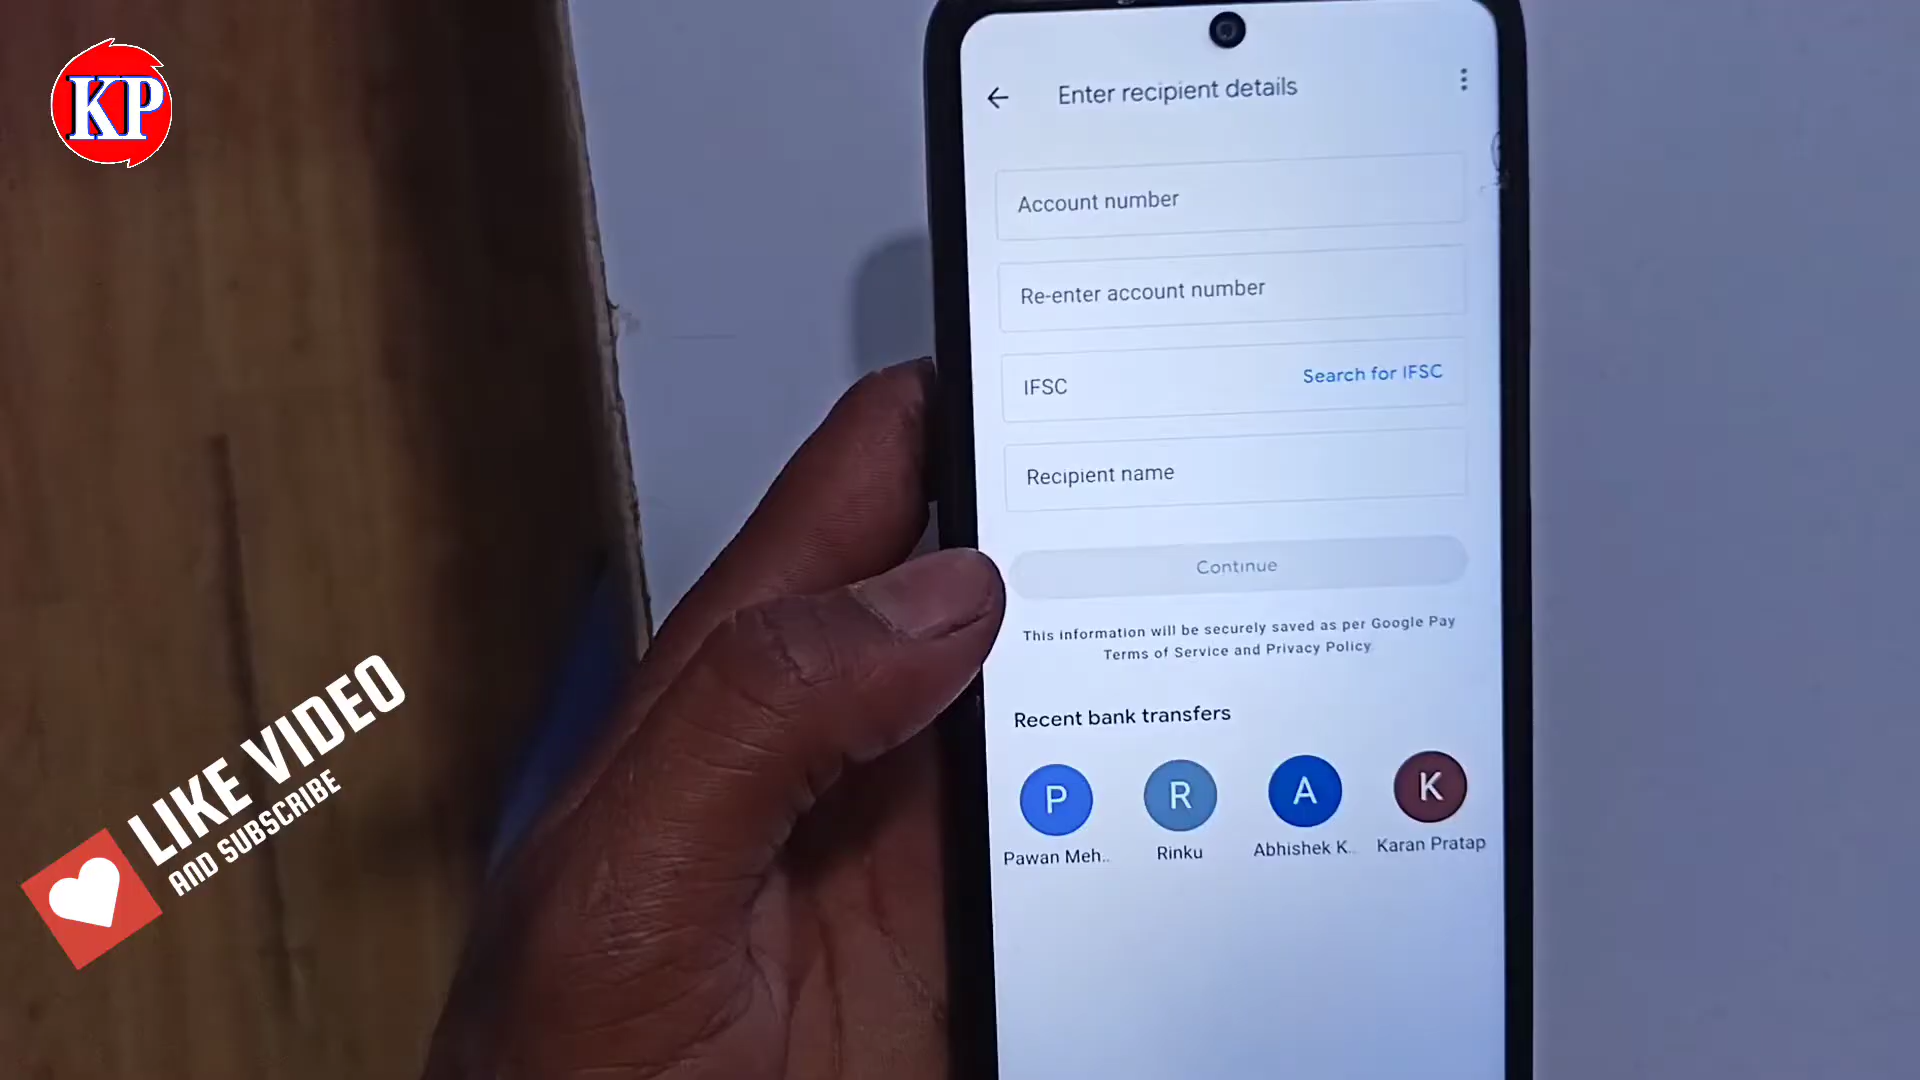 KP
Enter recipient details
Account number
Re-enter account number
IFSC
Search for IFSC
Recipient name
Continue
This information will be securely saved as per Google Pay
Terms of Service and Privacy Policy
Recent bank transfers
P
R
A
K
Pawan Meh..
Rinku
Abhishek K..
Karan Pratap
LIKE VIDEO
AND SUBSCRIBE